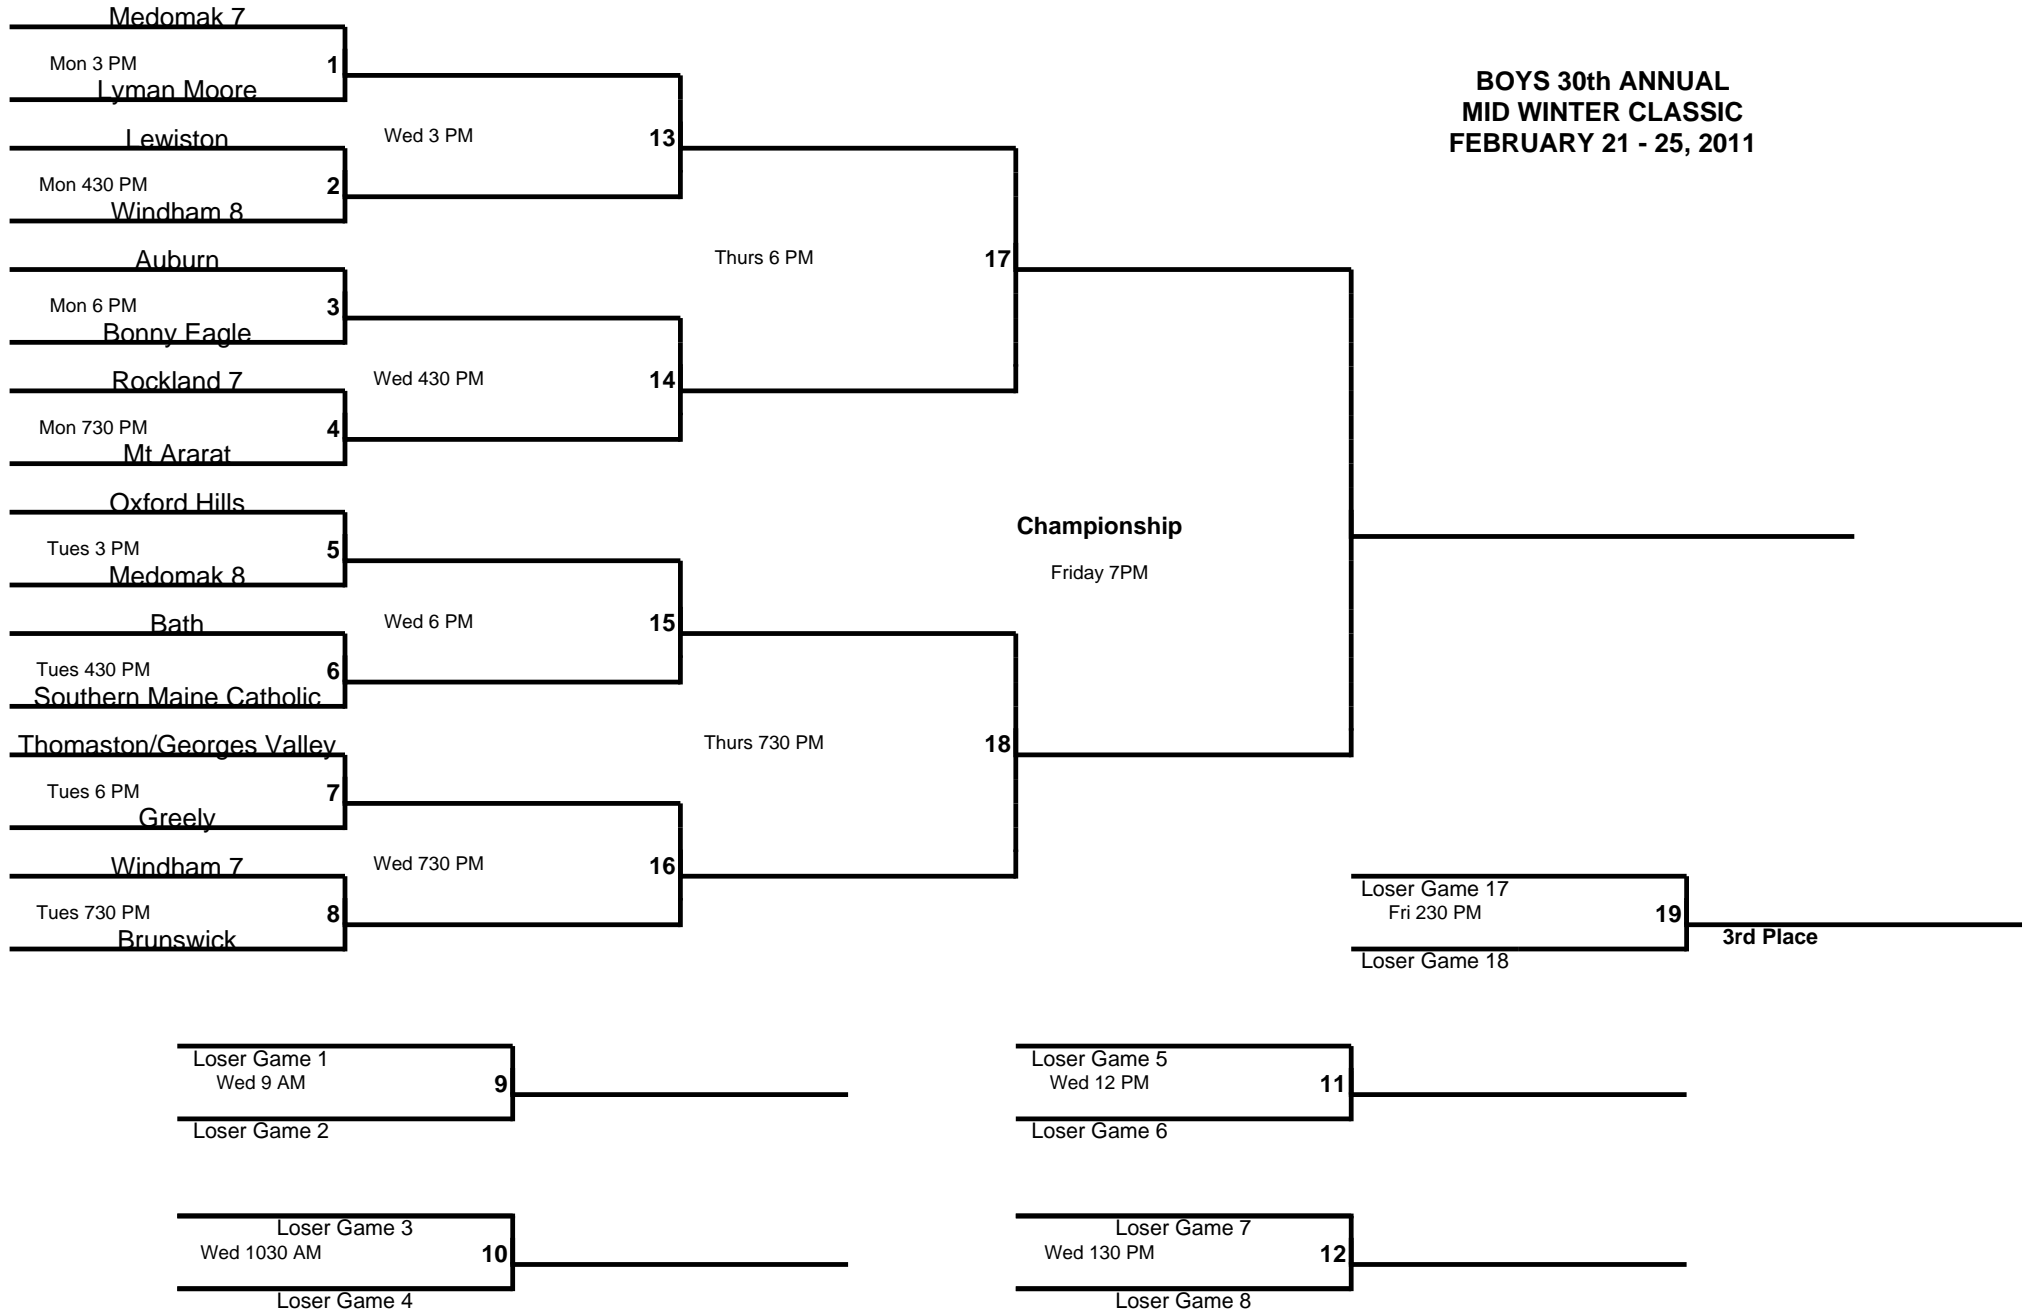 Medomak 7
Mon 3 PM 1
Lyman Moore
Lewiston
Mon 430 PM 2
Windham 8
Auburn
Mon 6 PM 3
Bonny Eagle
Rockland 7
Mon 730 PM 4
Mt Ararat
Oxford Hills
Tues 3 PM 5
Medomak 8
Bath
Tues 430 PM 6
Southern Maine Catholic
Thomaston/Georges Valley
Tues 6 PM 7
Greely
Windham 7
Tues 730 PM 8
Brunswick
Wed 3 PM 13
Wed 430 PM 14
Wed 6 PM 15
Wed 730 PM 16
Thurs 6 PM 17
Thurs 730 PM 18
Championship
Friday 7PM
BOYS 30th ANNUAL
MID WINTER CLASSIC
FEBRUARY 21 - 25, 2011
Loser Game 17
Fri 230 PM 19
3rd Place
Loser Game 18
Loser Game 1
Wed 9 AM 9
Loser Game 2
Loser Game 5
Wed 12 PM 11
Loser Game 6
Loser Game 3
Wed 1030 AM 10
Loser Game 4
Loser Game 7
Wed 130 PM 12
Loser Game 8